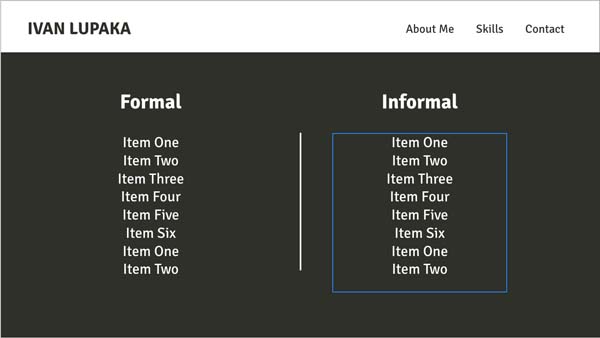 IVAN LUPAKA
About Me Skills Contact
Formal
Item One
Item Two
Item Three
Item Four
Item Five
Item Six
Item One
Item Two
Informal
Item One
Item Two
Item Three
Item Four
Item Five
Item Six
Item One
Item Two